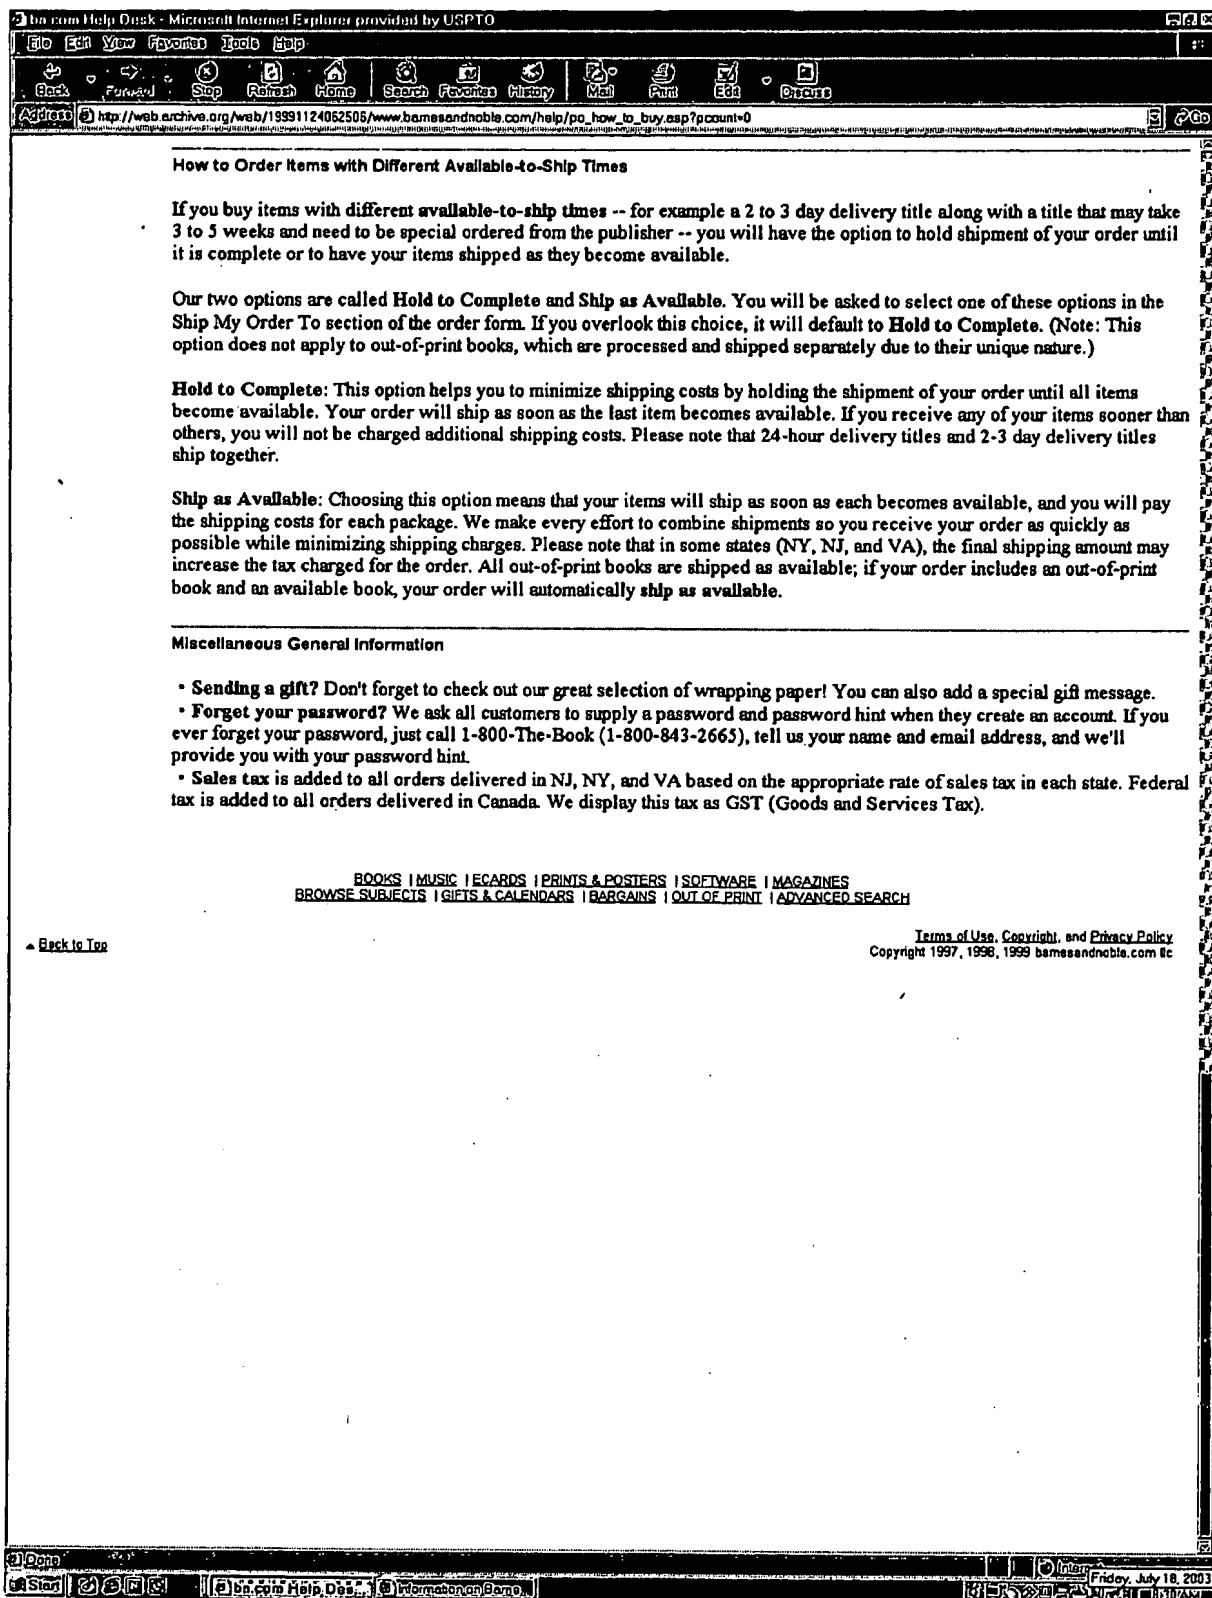 bn.com Help Desk - Microsoft Internet Explorer provided by USPTO
File Edit View Favorites Tools Help
Back Forward Stop Refresh Home Search Favorites History Mail Print Edit Discuss
Address http://web.archive.org/web/19991124062506/www.barnesandnoble.com/help/po_how_to_buy.asp?pcount=0 Go
How to Order Items with Different Available-to-Ship Times
If you buy items with different available-to-ship times -- for example a 2 to 3 day delivery title along with a title that may take
3 to 5 weeks and need to be special ordered from the publisher -- you will have the option to hold shipment of your order until
it is complete or to have your items shipped as they become available.
Our two options are called Hold to Complete and Ship as Available. You will be asked to select one of these options in the
Ship My Order To section of the order form. If you overlook this choice, it will default to Hold to Complete. (Note: This
option does not apply to out-of-print books, which are processed and shipped separately due to their unique nature.)
Hold to Complete: This option helps you to minimize shipping costs by holding the shipment of your order until all items
become available. Your order will ship as soon as the last item becomes available. If you receive any of your items sooner than
others, you will not be charged additional shipping costs. Please note that 24-hour delivery titles and 2-3 day delivery titles
ship together.
Ship as Available: Choosing this option means that your items will ship as soon as each becomes available, and you will pay
the shipping costs for each package. We make every effort to combine shipments so you receive your order as quickly as
possible while minimizing shipping charges. Please note that in some states (NY, NJ, and VA), the final shipping amount may
increase the tax charged for the order. All out-of-print books are shipped as available; if your order includes an out-of-print
book and an available book, your order will automatically ship as available.
Miscellaneous General Information
• Sending a gift? Don't forget to check out our great selection of wrapping paper! You can also add a special gift message.
• Forget your password? We ask all customers to supply a password and password hint when they create an account. If you
ever forget your password, just call 1-800-The-Book (1-800-843-2665), tell us your name and email address, and we'll
provide you with your password hint.
• Sales tax is added to all orders delivered in NJ, NY, and VA based on the appropriate rate of sales tax in each state. Federal
tax is added to all orders delivered in Canada. We display this tax as GST (Goods and Services Tax).
BOOKS | MUSIC | ECARDS | PRINTS & POSTERS | SOFTWARE | MAGAZINES
BROWSE SUBJECTS | GIFTS & CALENDARS | BARGAINS | OUT OF PRINT | ADVANCED SEARCH
Back to Top
Terms of Use, Copyright, and Privacy Policy
Copyright 1997, 1998, 1999 barnesandnoble.com llc
Done
Start bn.com Help Des... Information on Barne... Friday, July 18, 2003